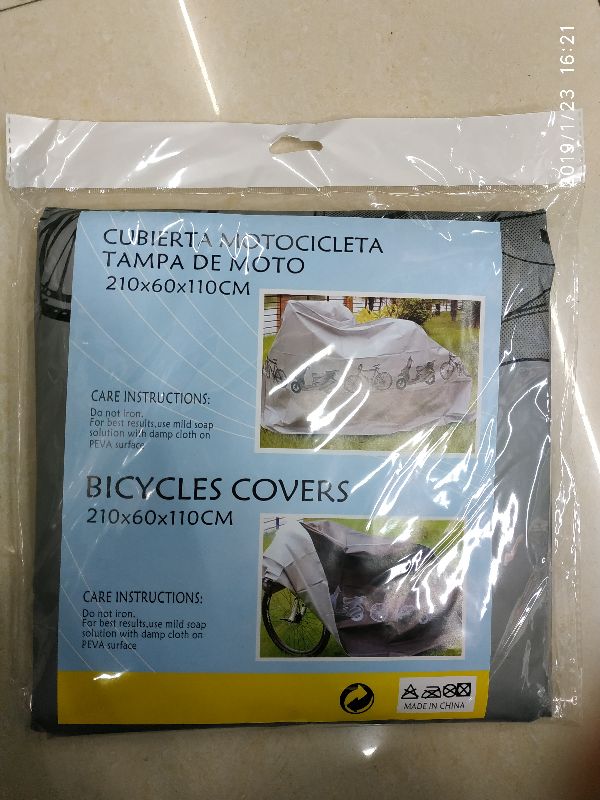 2019/1/23 16:21
CUBIERTA MOTOCICLETA
TAMPA DE MOTO
210x60x110CM
CARE INSTRUCTIONS:
Do not iron.
For best results,use mild soap
solution with damp cloth on
PEVA surface
BICYCLES COVERS
210x60x110CM
CARE INSTRUCTIONS:
Do not iron.
For best results,use mild soap
solution with damp cloth on
PEVA surface
MADE IN CHINA